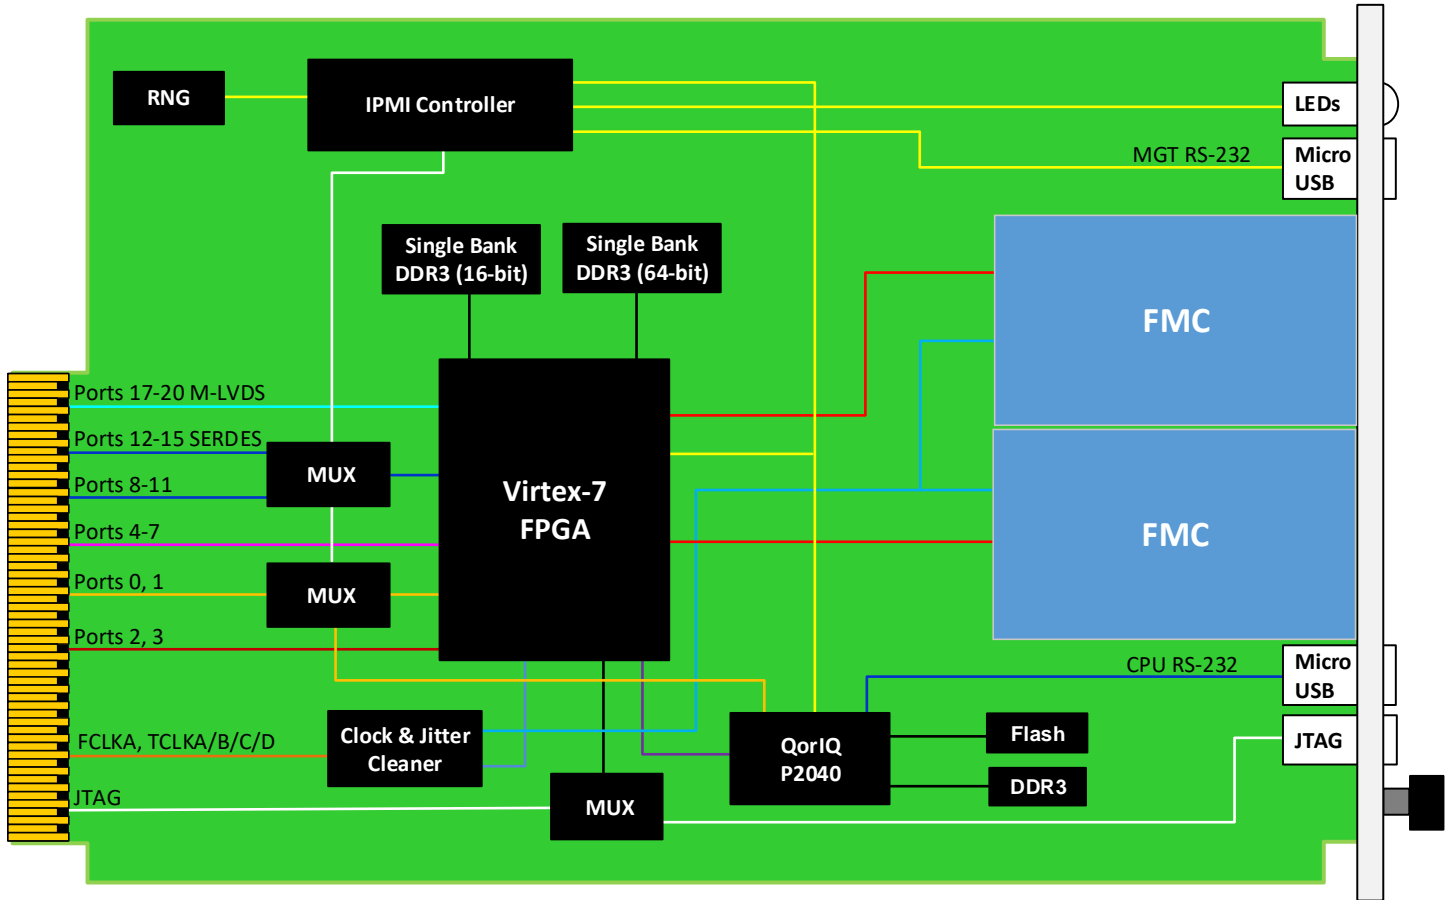 RNG
IPMI Controller
LEDs
MGT RS-232
Micro
USB
Single Bank
DDR3 (16-bit)
Single Bank
DDR3 (64-bit)
FMC
Ports 17-20 M-LVDS
Ports 12-15 SERDES
MUX
Ports 8-11
Virtex-7
FPGA
Ports 4-7
FMC
Ports 0, 1
MUX
Ports 2, 3
CPU RS-232
Micro
USB
FCLKA, TCLKA/B/C/D
Clock & Jitter
Cleaner
QorIQ
P2040
Flash
JTAG
DDR3
JTAG
MUX